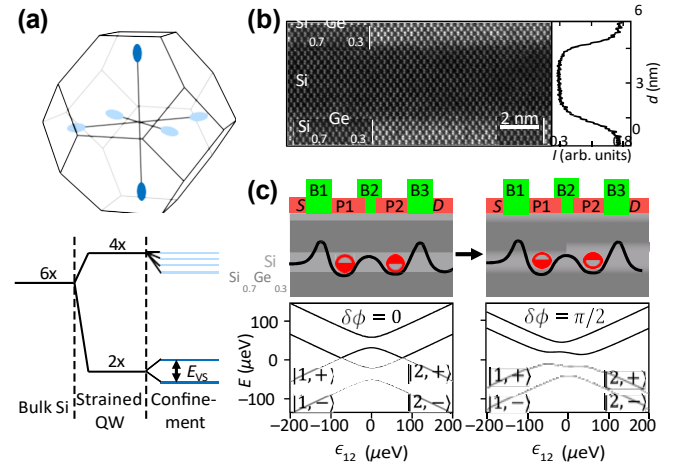 (a)
6x
4x
2x
E_VS
Bulk Si
Strained
QW
Confine-
ment
(b)
Si Ge
0.7 0.3
Si
Si Ge
0.7 0.3
2 nm
6
3
0
d (nm)
0.3 0.8
I (arb. units)
(c)
B1 B2 B3
S P1 P2 D
B1 B2 B3
S P1 P2 D
Si
Si Ge
0.7 0.3
E (μeV)
100
0
−100
δϕ = 0
|1,+⟩ |2,+⟩
|1,−⟩ |2,−⟩
−200 −100 0 100 200
ϵ12 (μeV)
δϕ = π/2
|1,+⟩ |2,+⟩
|1,−⟩ |2,−⟩
−200 −100 0 100 200
ϵ12 (μeV)